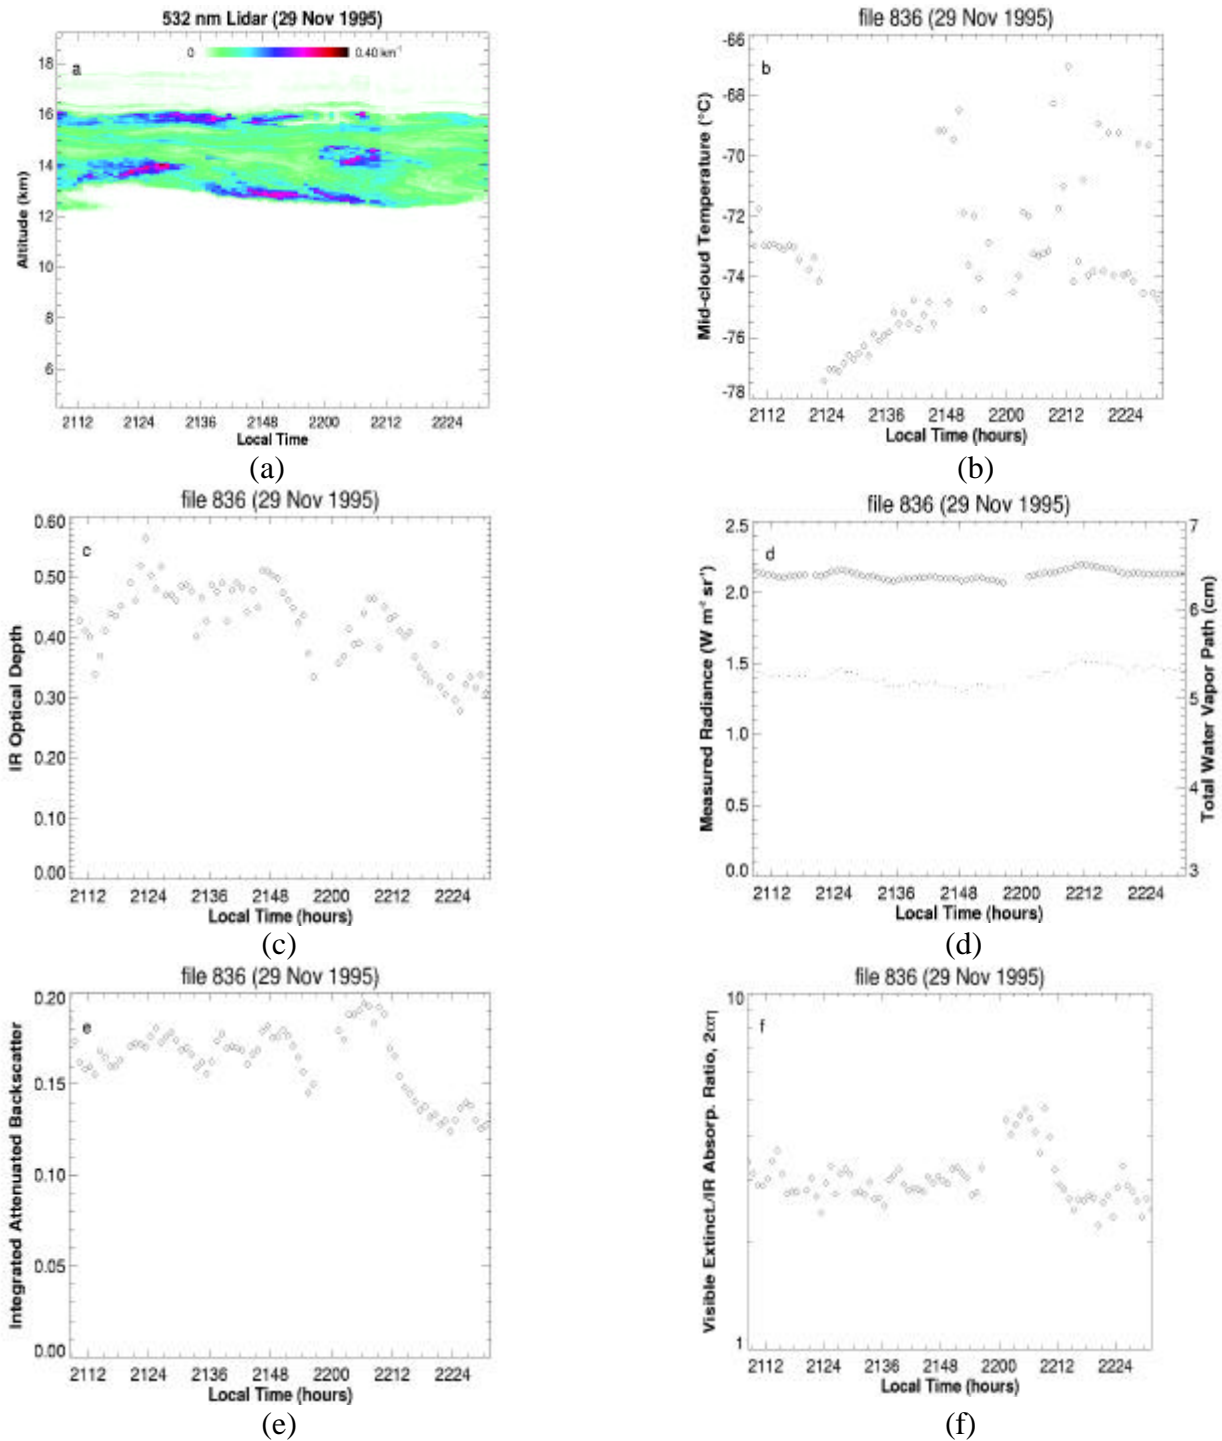 532 nm Lidar (29 Nov 1995)
a
0
0.40 km⁻¹
18
16
14
12
10
8
6
Altitude (km)
2112 2124 2136 2148 2200 2212 2224
Local Time
(a)
file 836 (29 Nov 1995)
b
-66
-68
-70
-72
-74
-76
-78
Mid-cloud Temperature (°C)
2112 2124 2136 2148 2200 2212 2224
Local Time (hours)
(b)
file 836 (29 Nov 1995)
c
0.60
0.50
0.40
0.30
0.20
0.10
0.00
IR Optical Depth
2112 2124 2136 2148 2200 2212 2224
Local Time (hours)
(c)
file 836 (29 Nov 1995)
d
2.5
2.0
1.5
1.0
0.5
0.0
Measured Radiance (W m⁻² sr⁻¹)
7
6
5
4
3
Total Water Vapor Path (cm)
2112 2124 2136 2148 2200 2212 2224
Local Time (hours)
(d)
file 836 (29 Nov 1995)
e
0.20
0.15
0.10
0.05
0.00
Integrated Attenuated Backscatter
2112 2124 2136 2148 2200 2212 2224
Local Time (hours)
(e)
file 836 (29 Nov 1995)
f
10
1
Visible Extinct./IR Absorp. Ratio, 2αη
2112 2124 2136 2148 2200 2212 2224
Local Time (hours)
(f)